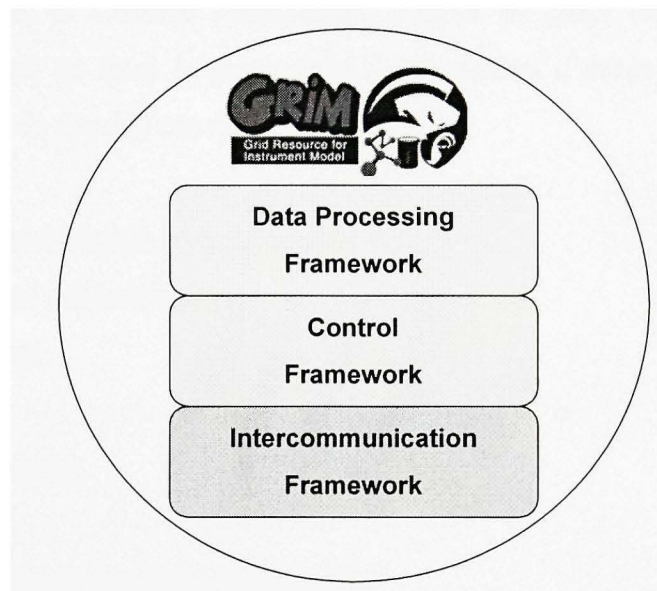 GRiM
Grid Resource for
Instrument Model
Data Processing
Framework
Control
Framework
Intercommunication
Framework